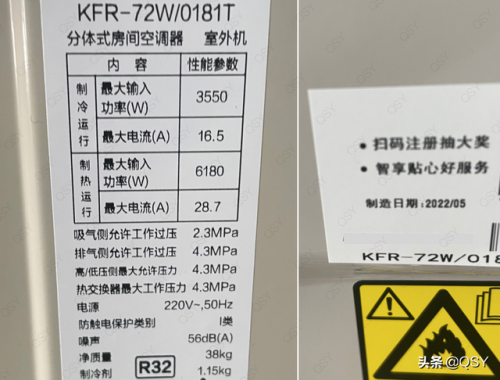 KFR-72W/0181T
分体式房间空调器 室外机
内 容 性能参数
制冷运行 最大输入功率(W) 3550
最大电流(A) 16.5
制热运行 最大输入功率(W) 6180
最大电流(A) 28.7
吸气侧允许工作过压 2.3MPa
排气侧允许工作过压 4.3MPa
高/低压侧最大允许压力 4.3MPa
热交换器最大工作压力 4.3MPa
电源 220V~,50Hz
防触电保护类别 I类
噪声 56dB(A)
净质量 38kg
制冷剂 R32 1.15kg
• 扫码注册抽大奖
• 智享贴心好服务
制造日期:2022/05
KFR-72W/018
头条 @QSY